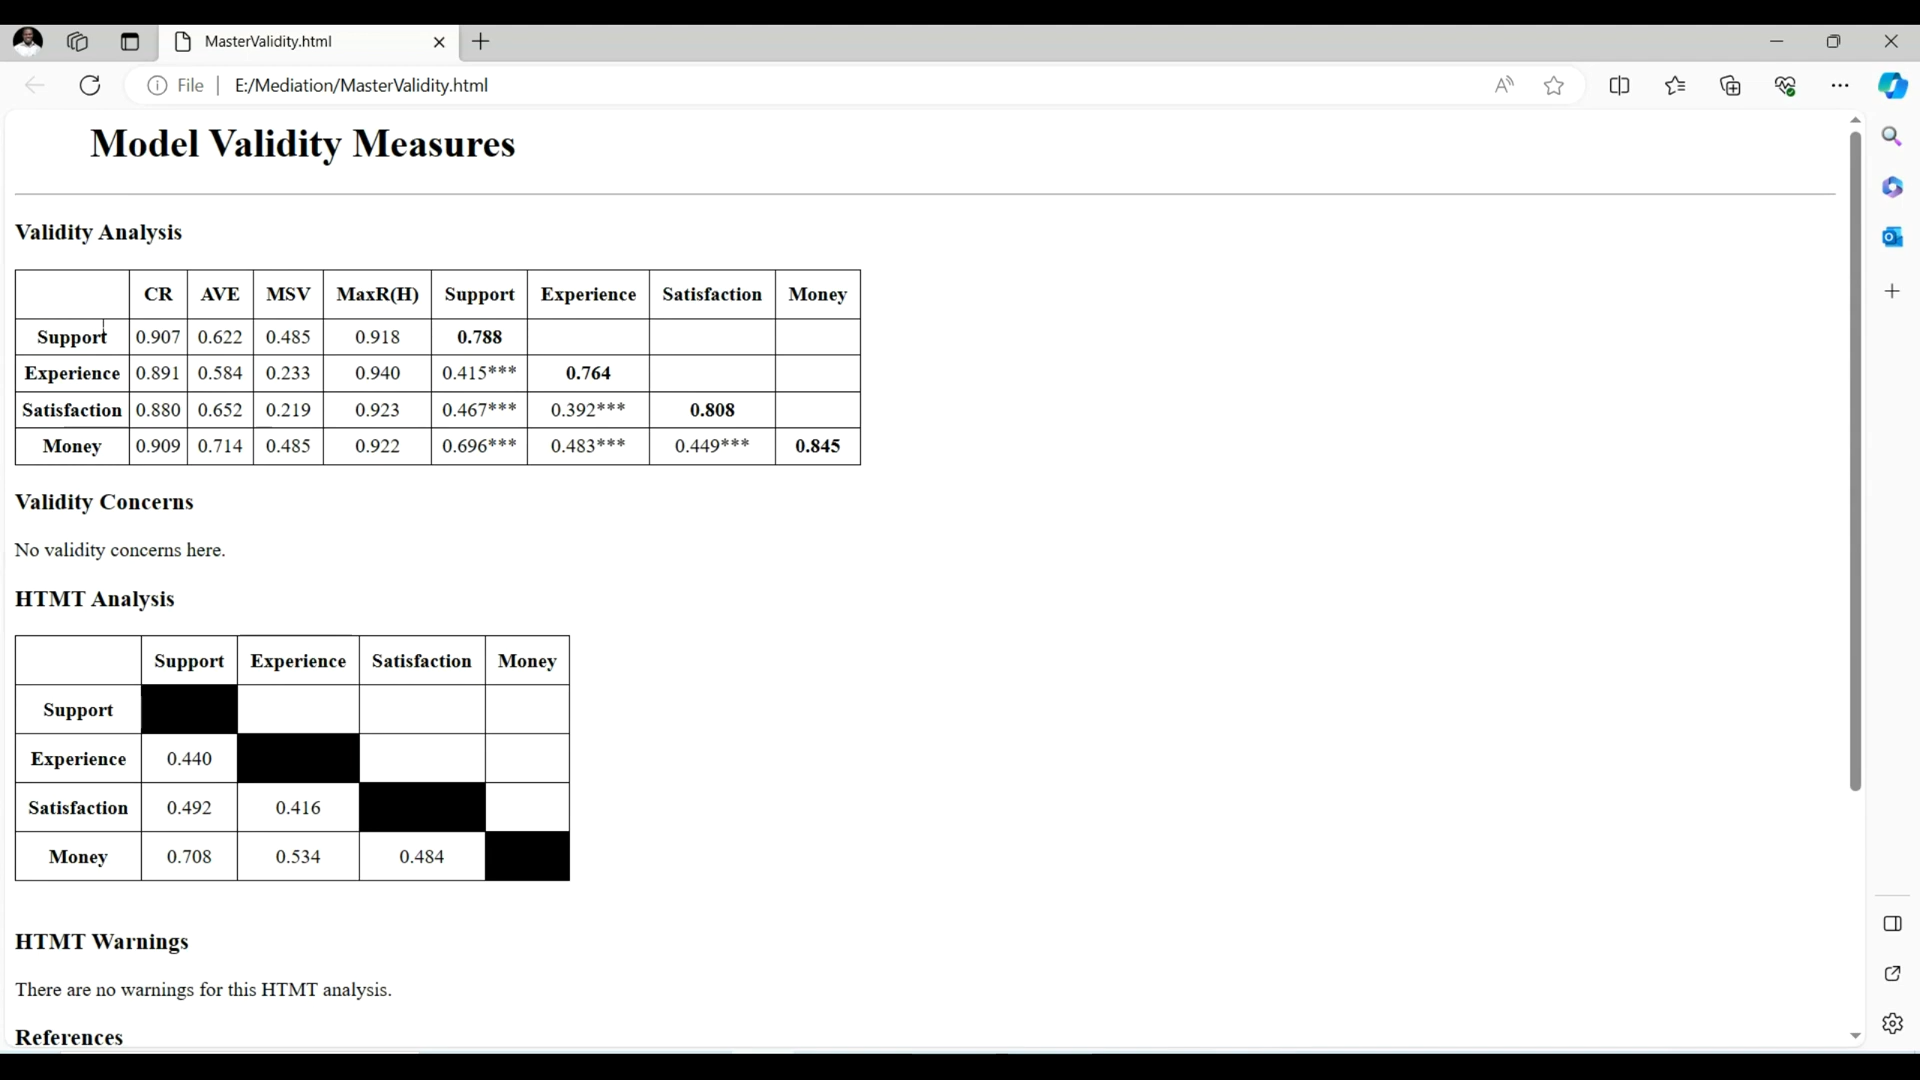 MasterValidity.html
File E:/Mediation/MasterValidity.html
Model Validity Measures
Validity Analysis
CR AVE MSV MaxR(H) Support Experience Satisfaction Money
Support 0.907 0.622 0.485 0.918 0.788
Experience 0.891 0.584 0.233 0.940 0.415*** 0.764
Satisfaction 0.880 0.652 0.219 0.923 0.467*** 0.392*** 0.808
Money 0.909 0.714 0.485 0.922 0.696*** 0.483*** 0.449*** 0.845
Validity Concerns
No validity concerns here.
HTMT Analysis
Support Experience Satisfaction Money
Support
Experience 0.440
Satisfaction 0.492 0.416
Money 0.708 0.534 0.484
HTMT Warnings
There are no warnings for this HTMT analysis.
References